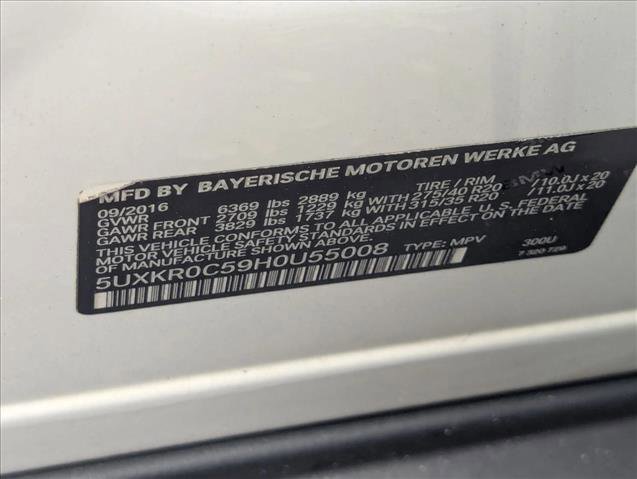 MFD BY BAYERISCHE MOTOREN WERKE AG
09/2016 TIRE / RIM
GVWR 6369 lbs 2889 kg
GAWR FRONT 2709 lbs 1229 kg WITH 275/40 R20 / 10.0J x 20
GAWR REAR 3829 lbs 1737 kg WITH 315/35 R20 / 11.0J x 20
THIS VEHICLE CONFORMS TO ALL APPLICABLE U.S. FEDERAL
MOTOR VEHICLE SAFETY STANDARDS IN EFFECT ON THE
DATE OF MANUFACTURE SHOWN ABOVE.
5UXKR0C59H0U55008 TYPE: MPV 300U
7 320 729